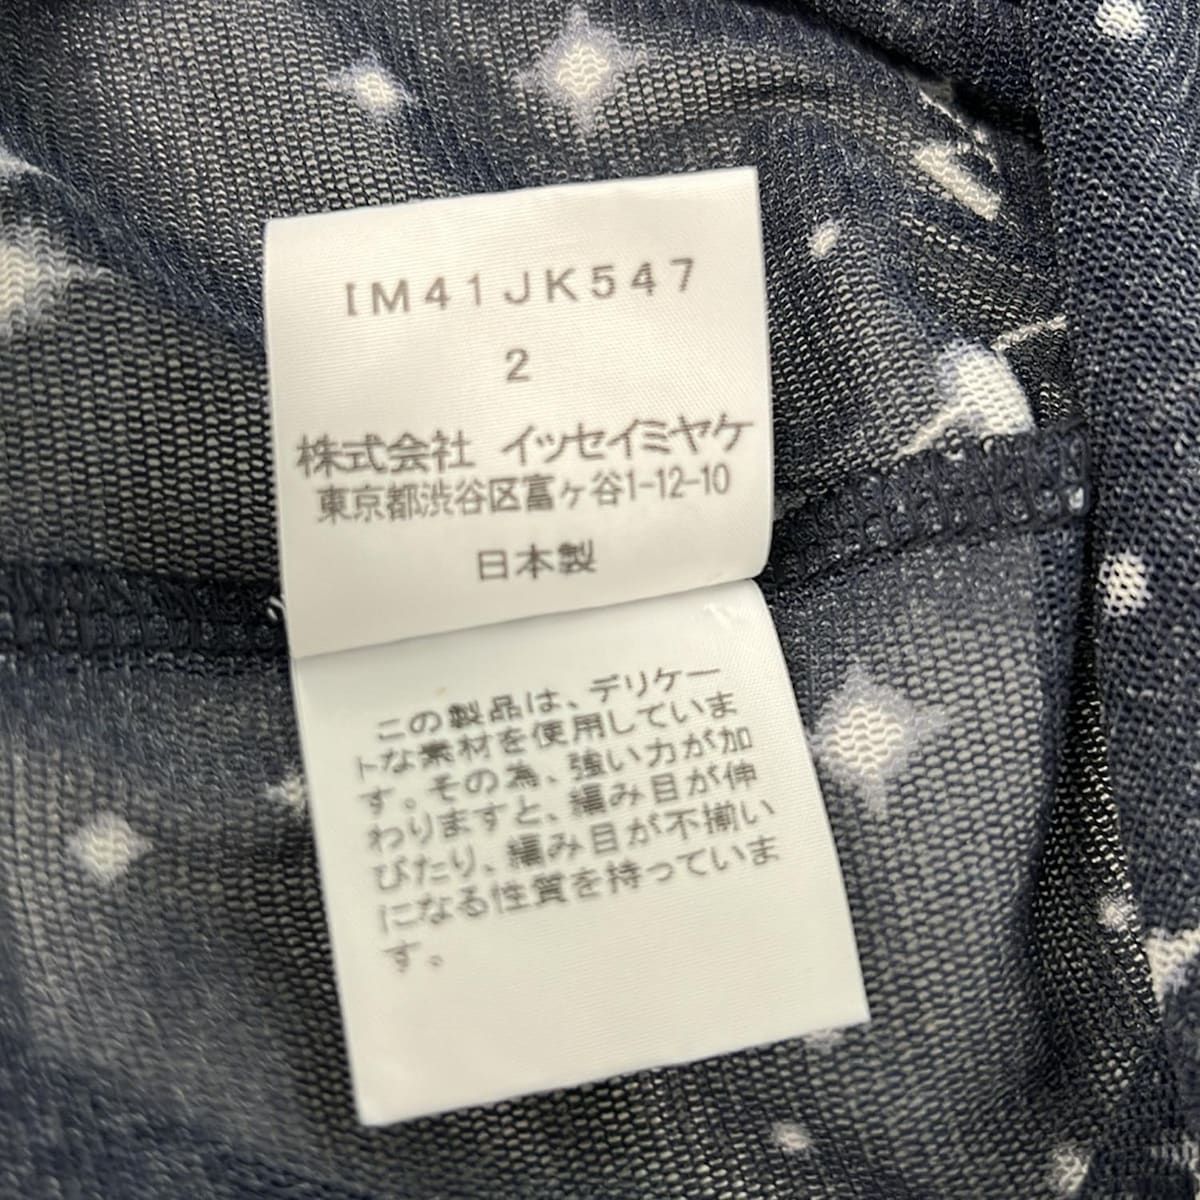 IM41JK547
2
株式会社 イッセイミヤケ
東京都渋谷区富ヶ谷1-12-10
日本製
この製品は、デリケー
トな素材を使用していま
す。その為、強い力が加
わりますと、編み目が伸
びたり、編み目が不揃い
になる性質を持っていま
す。